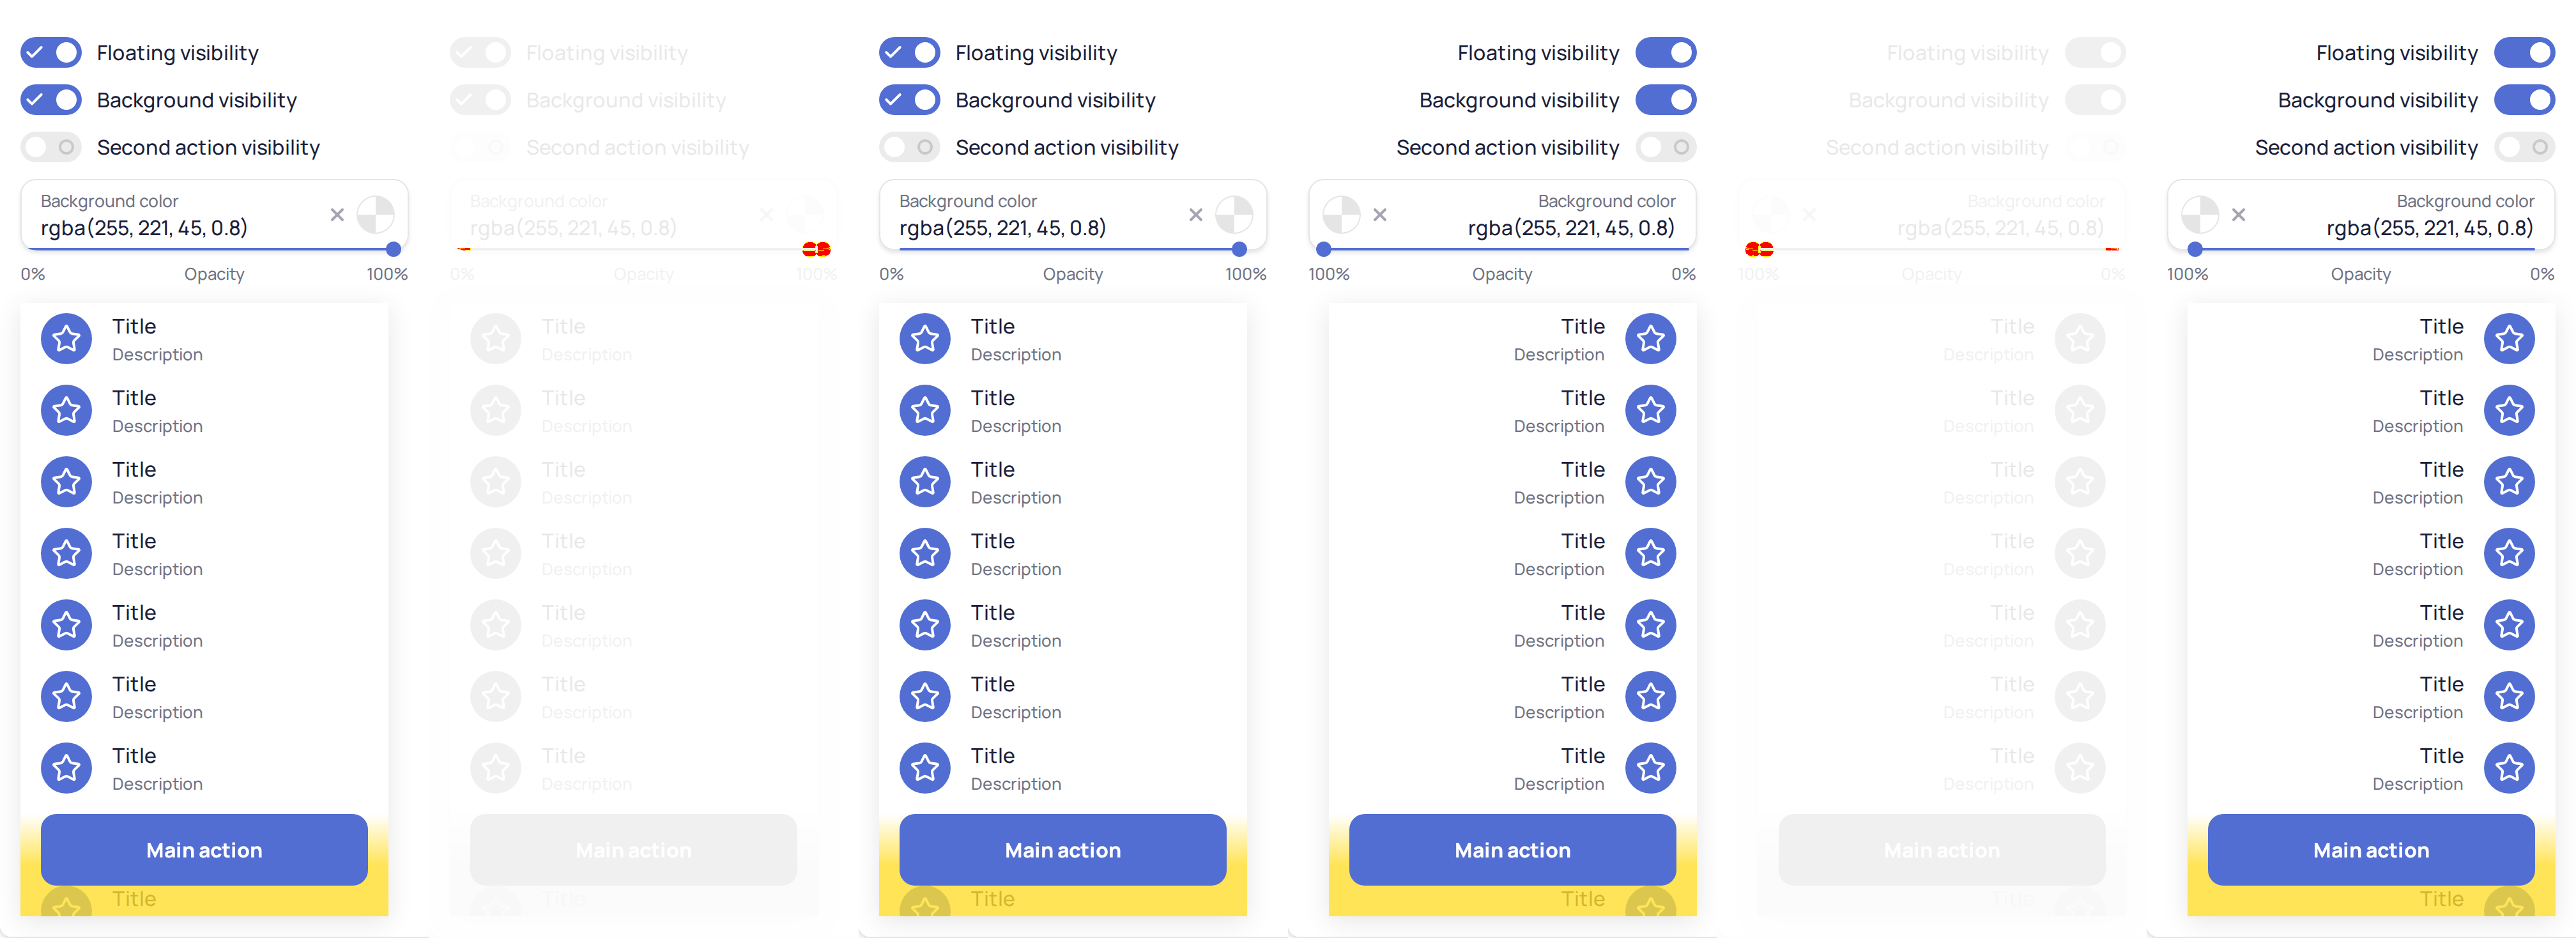 Floating visibility
Background visibility
Second action visibility
Background color
rgba(255, 221, 45, 0.8)
0% Opacity 100%
Title
Description
Title
Description
Title
Description
Title
Description
Title
Description
Title
Description
Title
Description
Main action
Title
Floating visibility
Background visibility
Second action visibility
Background color
rgba(255, 221, 45, 0.8)
0% Opacity 100%
Title
Description
Title
Description
Title
Description
Title
Description
Title
Description
Title
Description
Title
Description
Main action
Title
Floating visibility
Background visibility
Second action visibility
Background color
rgba(255, 221, 45, 0.8)
0% Opacity 100%
Title
Description
Title
Description
Title
Description
Title
Description
Title
Description
Title
Description
Title
Description
Main action
Title
Floating visibility
Background visibility
Second action visibility
Background color
rgba(255, 221, 45, 0.8)
100% Opacity 0%
Title
Description
Title
Description
Title
Description
Title
Description
Title
Description
Title
Description
Title
Description
Main action
Title
Floating visibility
Background visibility
Second action visibility
Background color
rgba(255, 221, 45, 0.8)
100% Opacity 0%
Title
Description
Title
Description
Title
Description
Title
Description
Title
Description
Title
Description
Title
Description
Main action
Title
Floating visibility
Background visibility
Second action visibility
Background color
rgba(255, 221, 45, 0.8)
100% Opacity 0%
Title
Description
Title
Description
Title
Description
Title
Description
Title
Description
Title
Description
Title
Description
Main action
Title